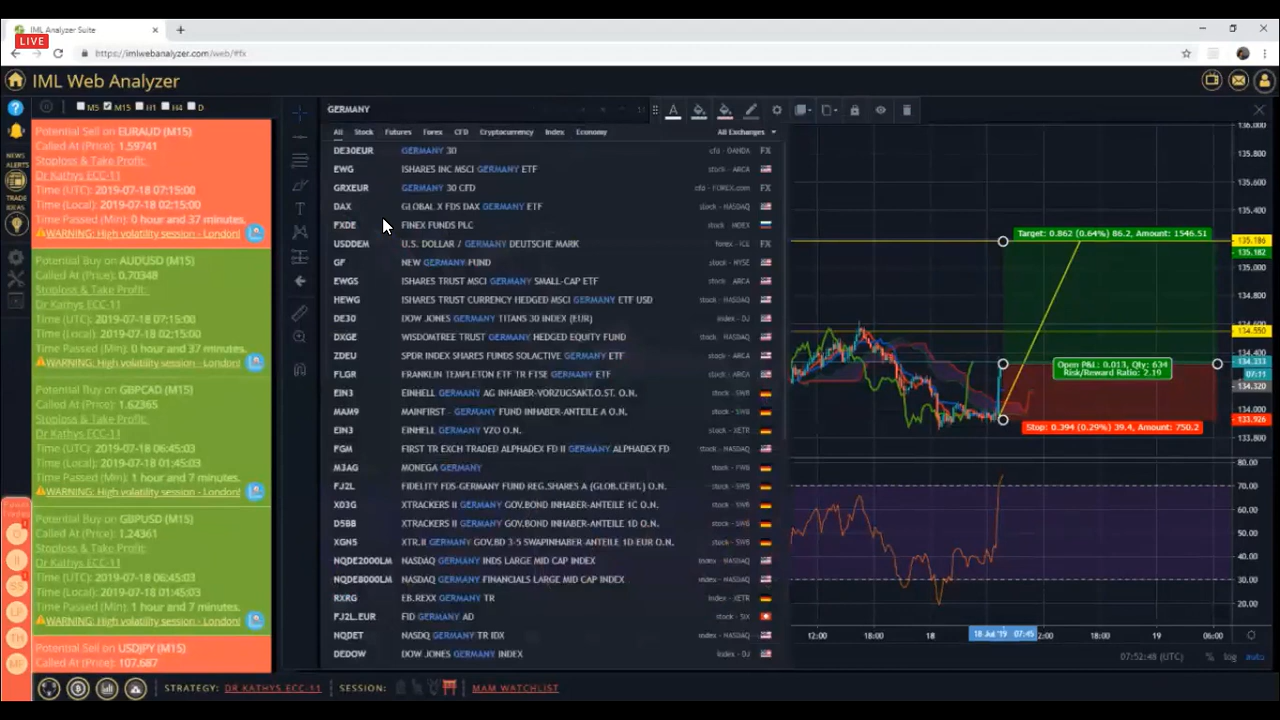 IML Analyzer Suite
LIVE
https://imlwebanalyzer.com/web/#fx
IML Web Analyzer
M5 M15 H1 H4 D
NEWS ALERTS
TRADE IDEAS
Potential Sell on EURAUD (M15)
Called At (Price): 1.59741
Stoploss & Take Profit:
Dr Kathys ECC-11
Time (UTC): 2019-07-18 07:15:00
Time (Local): 2019-07-18 02:15:00
Time Passed (Min): 0 hour and 37 minutes.
WARNING: High volatility session - London!
Potential Buy on AUDUSD (M15)
Called At (Price): 0.70348
Stoploss & Take Profit:
Dr Kathys ECC-11
Time (UTC): 2019-07-18 07:15:00
Time (Local): 2019-07-18 02:15:00
Time Passed (Min): 0 hour and 37 minutes.
WARNING: High volatility session - London!
Potential Buy on GBPCAD (M15)
Called At (Price): 1.62365
Stoploss & Take Profit:
Dr Kathys ECC-11
Time (UTC): 2019-07-18 06:45:03
Time (Local): 2019-07-18 01:45:03
Time Passed (Min): 1 hour and 7 minutes.
WARNING: High volatility session - London!
Potential Buy on GBPUSD (M15)
Called At (Price): 1.24361
Stoploss & Take Profit:
Dr Kathys ECC-11
Time (UTC): 2019-07-18 06:45:03
Time (Local): 2019-07-18 01:45:03
Time Passed (Min): 1 hour and 7 minutes.
WARNING: High volatility session - London!
Potential Sell on USDJPY (M15)
Called At (Price): 107.687
GERMANY
All Stock Futures Forex CFD Cryptocurrency Index Economy All Exchanges
DE30EUR GERMANY 30 cfd - OANDA FX
EWG ISHARES INC MSCI GERMANY ETF stock - ARCA
GRXEUR GERMANY 30 CFD cfd - FOREX.com FX
DAX GLOBAL X FDS DAX GERMANY ETF stock - NASDAQ
FXDE FINEX FUNDS PLC stock - MOEX
USDDEM U.S. DOLLAR / GERMANY DEUTSCHE MARK forex - ICE FX
GF NEW GERMANY FUND stock - NYSE
EWGS ISHARES TRUST MSCI GERMANY SMALL-CAP ETF stock - ARCA
HEWG ISHARES TRUST CURRENCY HEDGED MSCI GERMANY ETF USD stock - NASDAQ
DE30 DOW JONES GERMANY TITANS 30 INDEX (EUR) index - DJ
DXGE WISDOMTREE TRUST GERMANY HEDGED EQUITY FUND stock - NASDAQ
ZDEU SPDR INDEX SHARES FUNDS SOLACTIVE GERMANY ETF stock - ARCA
FLGR FRANKLIN TEMPLETON ETF TR FTSE GERMANY ETF stock - ARCA
EIN3 EINHELL GERMANY AG INHABER-VORZUGSAKT.O.ST.O.N. stock - SWB
MAM9 MAINFIRST - GERMANY FUND INHABER-ANTEILE A O.N. stock - SWB
EIN3 EINHELL GERMANY VZO O.N. stock - XETR
FGM FIRST TR EXCH TRADED ALPHADEX FD II GERMANY ALPHADEX FD stock - NASDAQ
M3AG MONEGA GERMANY stock - FWB
FJ2L FIDELITY FDS-GERMANY FUND REG.SHARES A (GLOB.CERT.) O.N. stock - SWB
X03G XTRACKERS II GERMANY GOV.BOND INHABER-ANTEILE 1C O.N. stock - SWB
D5BB XTRACKERS II GERMANY GOV.BOND INHABER-ANTEILE 1D O.N. stock - SWB
XGN5 XTR.II GERMANY GOV.BD 3-5 SWAPINHABER-ANTEILE 1D EUR O.N. stock - SWB
NQDE2000LM NASDAQ GERMANY INDS LARGE MID CAP INDEX index - NASDAQ
NQDE8000LM NASDAQ GERMANY FINANCIALS LARGE MID CAP INDEX index - NASDAQ
RXRG EB.REXX GERMANY TR index - XETR
FJ2L.EUR FID GERMANY AD stock - SIX
NQDET NASDQ GERMANY TR IDX index - NASDAQ
DEDOW DOW JONES GERMANY INDEX index - DJ
Target: 0.862 (0.64%) 86.2, Amount: 1546.51
Open P&L: 0.013, Qty: 634
Risk/Reward Ratio: 2.19
Stop: 0.394 (0.29%) 39.4, Amount: 750.2
136.000
135.800
135.600
135.400
135.186
135.182
135.000
134.800
134.550
134.400
134.333
07:11
134.320
134.000
133.926
133.800
80.00
70.00
60.00
50.00
40.00
30.00
20.00
12:00 18:00 18 18 Jul '19 07:45 2:00 18:00 19 06:00
07:52:48 (UTC) % log auto
STRATEGY: DR KATHYS ECC-11 SESSION: MAM WATCHLIST